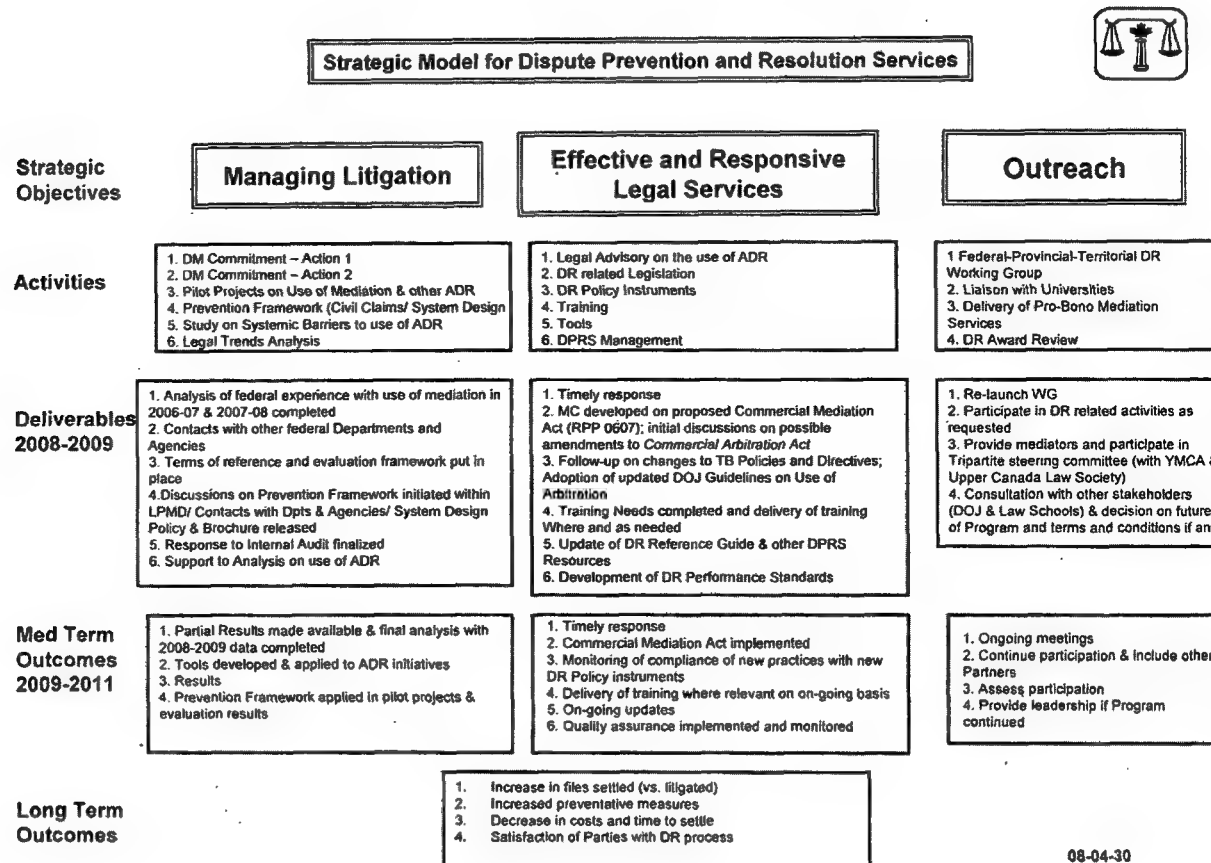 Strategic Model for Dispute Prevention and Resolution Services
Strategic
Objectives
Managing Litigation
Effective and Responsive
Legal Services
Outreach
Activities
1. DM Commitment – Action 1
2. DM Commitment – Action 2
3. Pilot Projects on Use of Mediation & other ADR
4. Prevention Framework (Civil Claims/ System Design
5. Study on Systemic Barriers to use of ADR
6. Legal Trends Analysis
1. Legal Advisory on the use of ADR
2. DR related Legislation
3. DR Policy Instruments
4. Training
5. Tools
6. DPRS Management
1 Federal-Provincial-Territorial DR
Working Group
2. Liaison with Universities
3. Delivery of Pro-Bono Mediation
Services
4. DR Award Review
Deliverables
2008-2009
1. Analysis of federal experience with use of mediation in
2006-07 & 2007-08 completed
2. Contacts with other federal Departments and
Agencies
3. Terms of reference and evaluation framework put in
place
4.Discussions on Prevention Framework initiated within
LPMD/ Contacts with Dpts & Agencies/ System Design
Policy & Brochure released
5. Response to Internal Audit finalized
6. Support to Analysis on use of ADR
1. Timely response
2. MC developed on proposed Commercial Mediation
Act (RPP 0607); initial discussions on possible
amendments to Commercial Arbitration Act
3. Follow-up on changes to TB Policies and Directives;
Adoption of updated DOJ Guidelines on Use of
Arbitration
4. Training Needs completed and delivery of training
Where and as needed
5. Update of DR Reference Guide & other DPRS
Resources
6. Development of DR Performance Standards
1. Re-launch WG
2. Participate in DR related activities as
requested
3. Provide mediators and participate in
Tripartite steering committee (with YMCA &
Upper Canada Law Society)
4. Consultation with other stakeholders
(DOJ & Law Schools) & decision on future
of Program and terms and conditions if an
Med Term
Outcomes
2009-2011
1. Partial Results made available & final analysis with
2008-2009 data completed
2. Tools developed & applied to ADR initiatives
3. Results
4. Prevention Framework applied in pilot projects &
evaluation results
1. Timely response
2. Commercial Mediation Act implemented
3. Monitoring of compliance of new practices with new
DR Policy instruments
4. Delivery of training where relevant on on-going basis
5. On-going updates
6. Quality assurance implemented and monitored
1. Ongoing meetings
2. Continue participation & Include other
Partners
3. Assess participation
4. Provide leadership if Program
continued
Long Term
Outcomes
1. Increase in files settled (vs. litigated)
2. Increased preventative measures
3. Decrease in costs and time to settle
4. Satisfaction of Parties with DR process
08-04-30